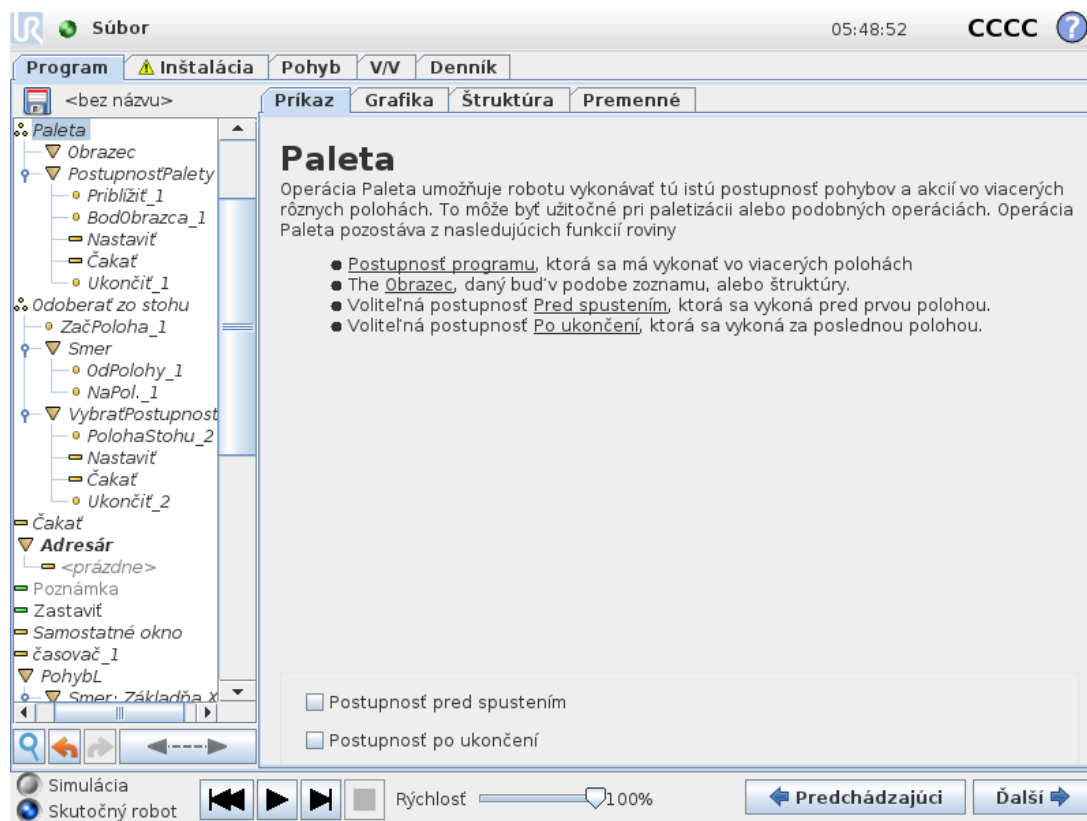 Súbor
05:48:52
CCCC
?
Program
Inštalácia
Pohyb
V/V
Denník
<bez názvu>
Príkaz
Grafika
Štruktúra
Premenné
Paleta
Obrazec
PostupnosťPalety
Priblížiť_1
BodObrazca_1
Nastaviť
Čakať
Ukončiť_1
Odoberať zo stohu
ZačPoloha_1
Smer
OdPolohy_1
NaPol._1
VybraťPostupnost
PolohaStohu_2
Nastaviť
Čakať
Ukončiť_2
Čakať
Adresár
<prázdne>
Poznámka
Zastaviť
Samostatné okno
časovač_1
PohybL
Smer: Základňa X
Paleta
Operácia Paleta umožňuje robotu vykonávať tú istú postupnosť pohybov a akcií vo viacerých
rôznych polohách. To môže byť užitočné pri paletizácii alebo podobných operáciách. Operácia
Paleta pozostáva z nasledujúcich funkcií roviny
Postupnosť programu, ktorá sa má vykonať vo viacerých polohách
The Obrazec, daný buď v podobe zoznamu, alebo štruktúry.
Voliteľná postupnosť Pred spustením, ktorá sa vykoná pred prvou polohou.
Voliteľná postupnosť Po ukončení, ktorá sa vykoná za poslednou polohou.
Postupnosť pred spustením
Postupnosť po ukončení
Simulácia
Skutočný robot
Rýchlosť
100%
Predchádzajúci
Ďalší